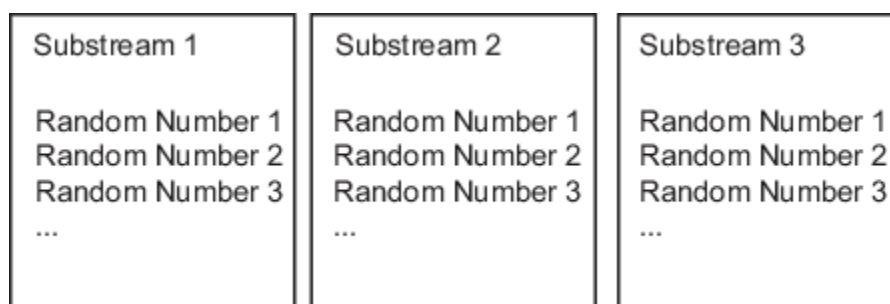 Substream 1
Random Number 1
Random Number 2
Random Number 3
...
Substream 2
Random Number 1
Random Number 2
Random Number 3
...
Substream 3
Random Number 1
Random Number 2
Random Number 3
...